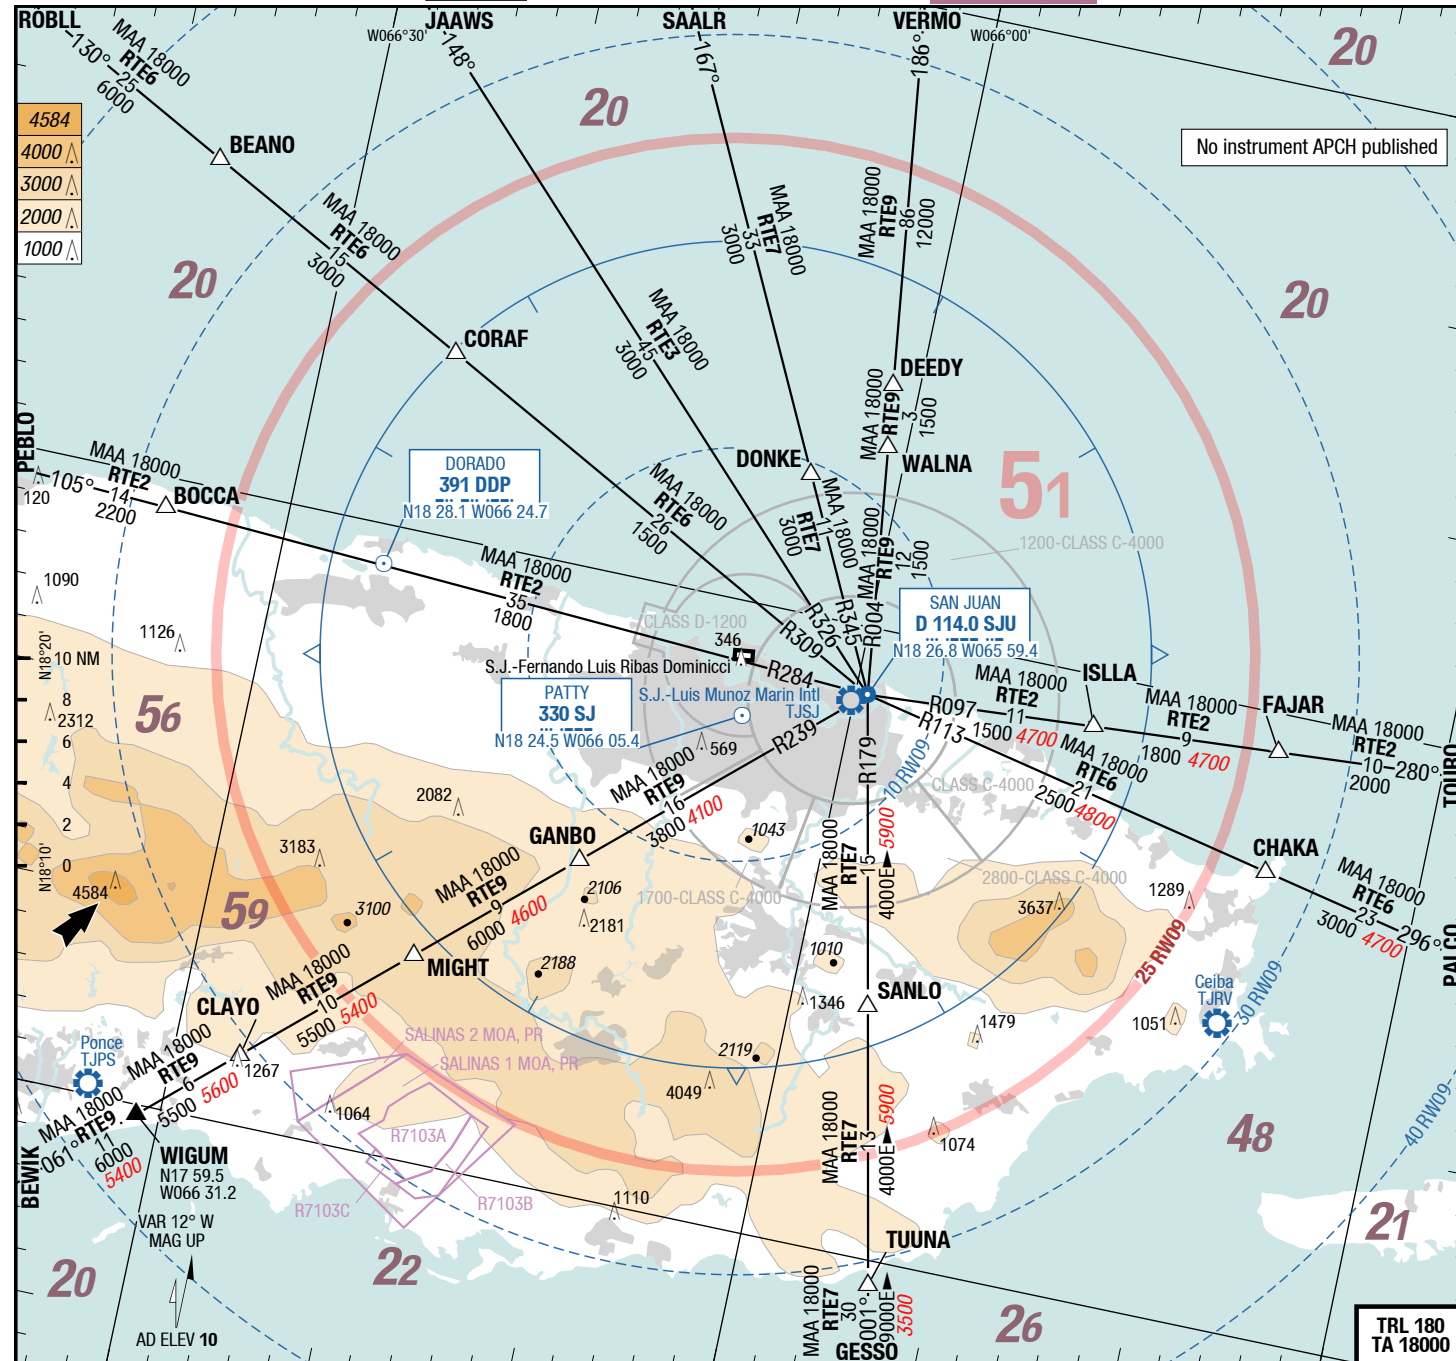 ROBLL
JAAWS
SAALR
VERMO
W066°30'
W066°00'
MAA 18000
RTE6
130°
25
6000
148°
167°
186°
20
20
4584
4000
3000
2000
1000
BEANO
No instrument APCH published
MAA 18000
RTE6
15
3000
MAA 18000
RTE7
33
3000
MAA 18000
RTE9
86
12000
20
20
MAA 18000
RTE3
45
3000
CORAF
DEEDY
MAA 18000
RTE9
3
1500
WALNA
DONKE
PEBLO
120
105°
MAA 18000
RTE2
14
2200
BOCCA
DORADO
391 DDP
N18 28.1 W066 24.7
MAA 18000
RTE6
26
1500
MAA 18000
RTE7
11
3000
MAA 18000
RTE9
12
1500
51
1200-CLASS C-4000
MAA 18000
RTE2
35
1800
1090
1126
CLASS D-1200
346
S.J.-Fernando Luis Ribas Dominicci
R309
R326
R345
R004
R284
SAN JUAN
D 114.0 SJU
N18 26.8 W065 59.4
N18°20'
10 NM
8
6
4
2
0
N18°10'
PATTY
330 SJ
N18 24.5 W066 05.4
S.J.-Luis Munoz Marin Intl
TJSJ
ISLLA
FAJAR
R097
MAA 18000
RTE2
11
1500 4700
MAA 18000
RTE2
9
1800 4700
MAA 18000
RTE2
10
280°
2000
TOURO
56
2312
569
R239
R179
R113
10 RW09
CLASS C-4000
MAA 18000
RTE6
21
2500 4800
MAA 18000
RTE9
16
3800 4100
2082
3183
1043
GANBO
CHAKA
MAA 18000
RTE7
15
4000E 5900
2800-CLASS C-4000
1700-CLASS C-4000
4584
59
3100
MAA 18000
RTE9
9
6000 4600
2106
2181
3637
1289
MAA 18000
RTE6
23
296°
3000 4700
PALCO
25 RW09
MIGHT
2188
1010
SANLO
1346
CLAYO
MAA 18000
RTE9
10
5500 5400
1479
1051
Ceiba
TJRV
30 RW09
SALINAS 2 MOA, PR
SALINAS 1 MOA, PR
2119
4049
Ponce
TJPS
MAA 18000
RTE9
6
5500 5600
1267
1064
R7103A
R7103B
R7103C
1074
48
40 RW09
MAA 18000
RTE9
061°
11
6000
5400
BEWIK
WIGUM
N17 59.5
W066 31.2
VAR 12° W
MAG UP
AD ELEV 10
MAA 18000
RTE7
13
4000E 5900
1110
TUUNA
20
22
26
21
MAA 18000
RTE7
30
001°
9000E
3500
GESSO
TRL 180
TA 18000